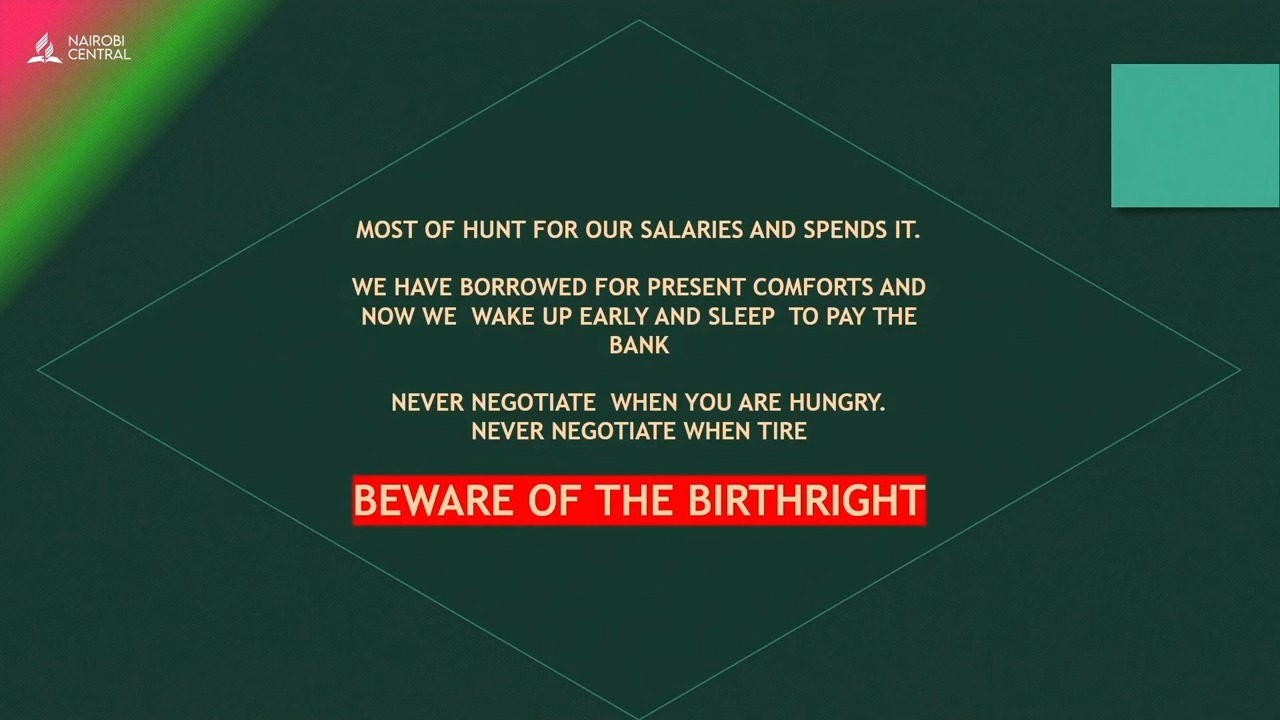 NAIROBI
CENTRAL
MOST OF HUNT FOR OUR SALARIES AND SPENDS IT.
WE HAVE BORROWED FOR PRESENT COMFORTS AND
NOW WE  WAKE UP EARLY AND SLEEP  TO PAY THE
BANK
NEVER NEGOTIATE  WHEN YOU ARE HUNGRY.
NEVER NEGOTIATE WHEN TIRE
BEWARE OF THE BIRTHRIGHT